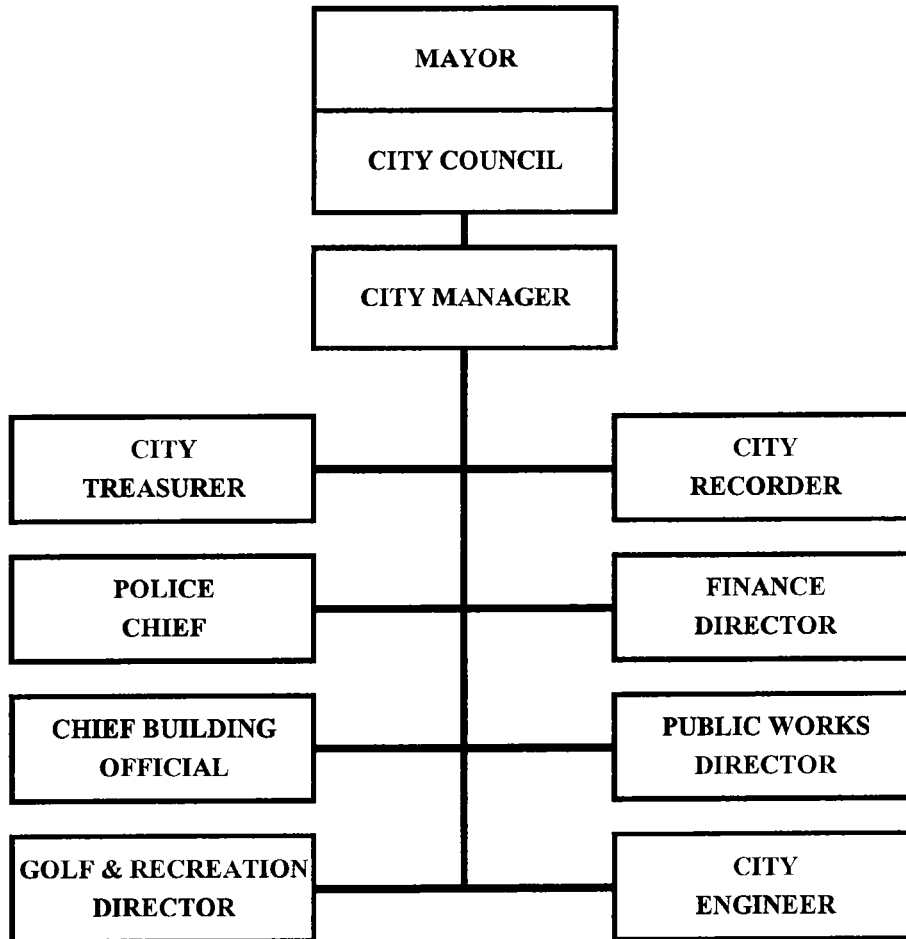 MAYOR
CITY COUNCIL
CITY MANAGER
CITY
TREASURER
CITY
RECORDER
POLICE
CHIEF
FINANCE
DIRECTOR
CHIEF BUILDING
OFFICIAL
PUBLIC WORKS
DIRECTOR
GOLF & RECREATION
DIRECTOR
CITY
ENGINEER